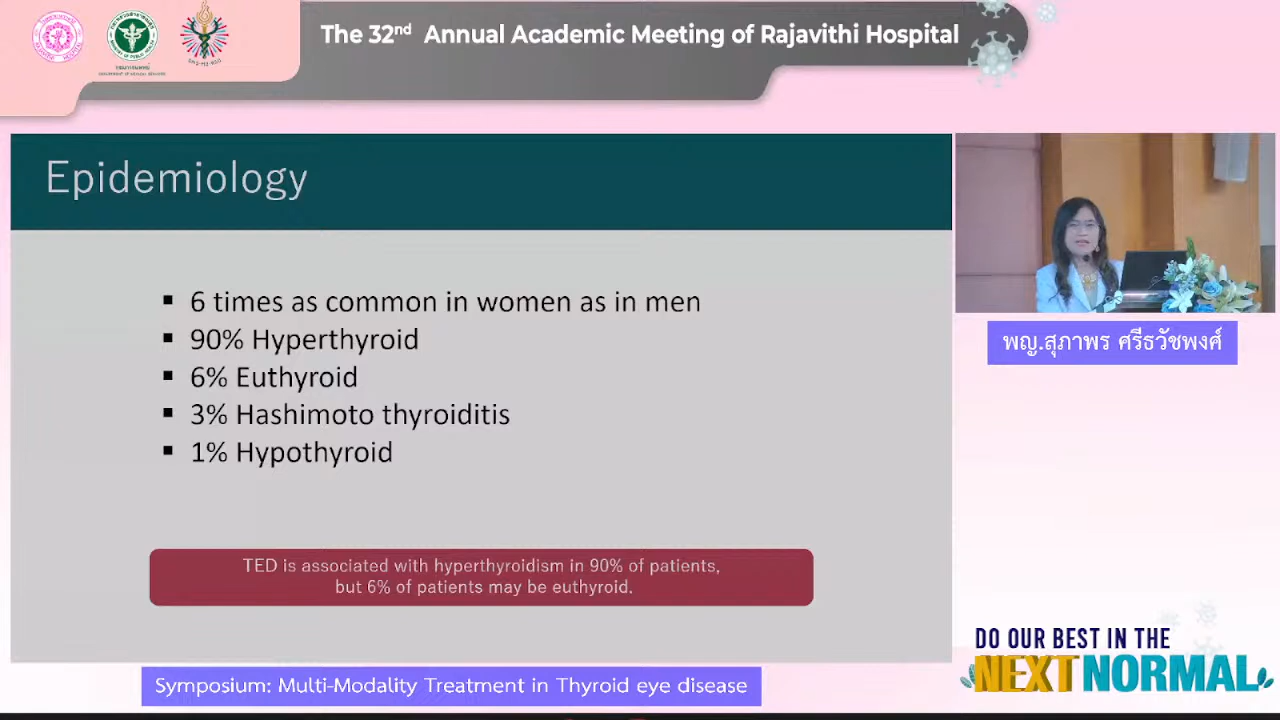 The 32nd Annual Academic Meeting of Rajavithi Hospital
Epidemiology
▪ 6 times as common in women as in men
▪ 90% Hyperthyroid
▪ 6% Euthyroid
▪ 3% Hashimoto thyroiditis
▪ 1% Hypothyroid
TED is associated with hyperthyroidism in 90% of patients,
but 6% of patients may be euthyroid.
พญ.สุภาพร ศรีธวัชพงศ์
Symposium: Multi-Modality Treatment in Thyroid eye disease
DO OUR BEST IN THE
NEXT NORMAL